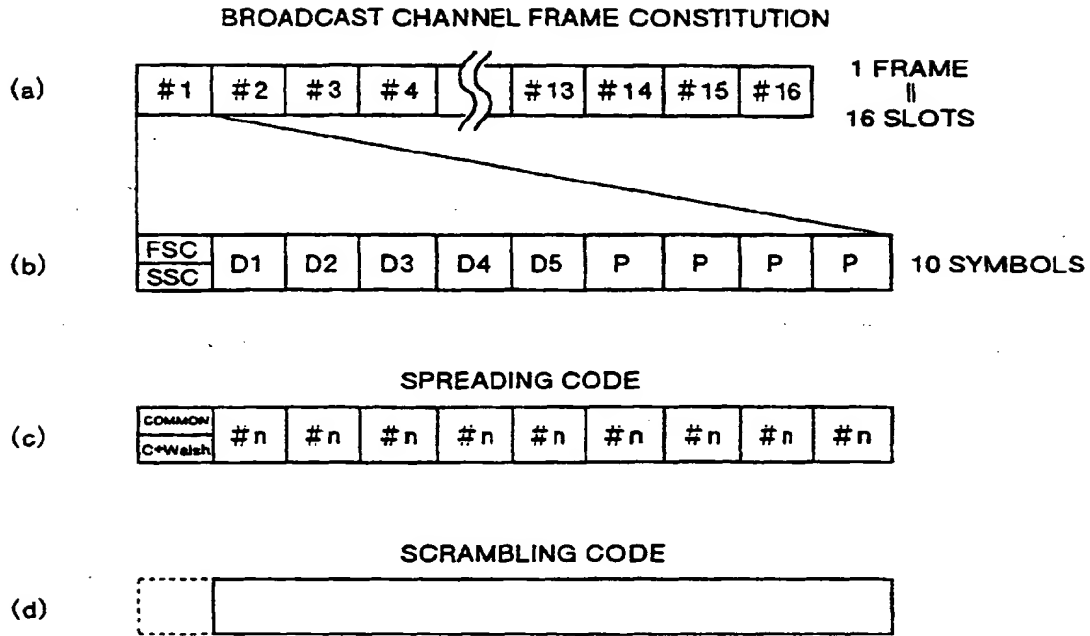 BROADCAST CHANNEL FRAME CONSTITUTION
(a) #1 #2 #3 #4 #13 #14 #15 #16 1 FRAME
||
16 SLOTS
(b) FSC SSC D1 D2 D3 D4 D5 P P P P 10 SYMBOLS
SPREADING CODE
(c) COMMON C+Walsh #n #n #n #n #n #n #n #n #n
SCRAMBLING CODE
(d)